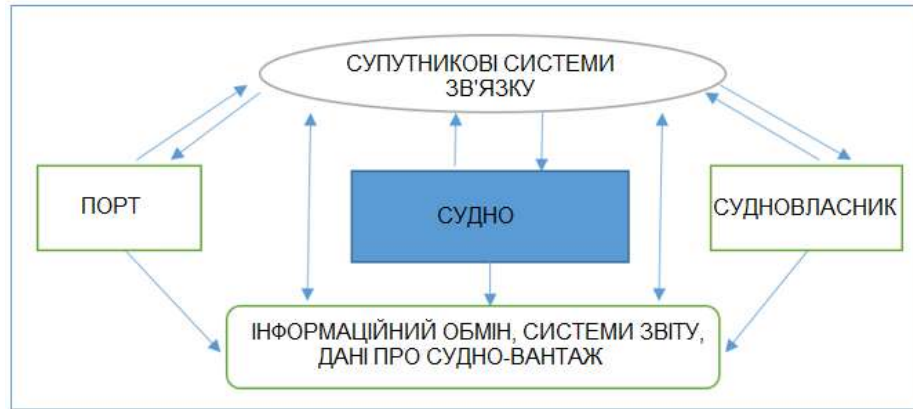 СУПУТНИКОВІ СИСТЕМИ
ЗВ'ЯЗКУ
ПОРТ
СУДНО
СУДНОВЛАСНИК
ІНФОРМАЦІЙНИЙ ОБМІН, СИСТЕМИ ЗВІТУ,
ДАНІ ПРО СУДНО-ВАНТАЖ